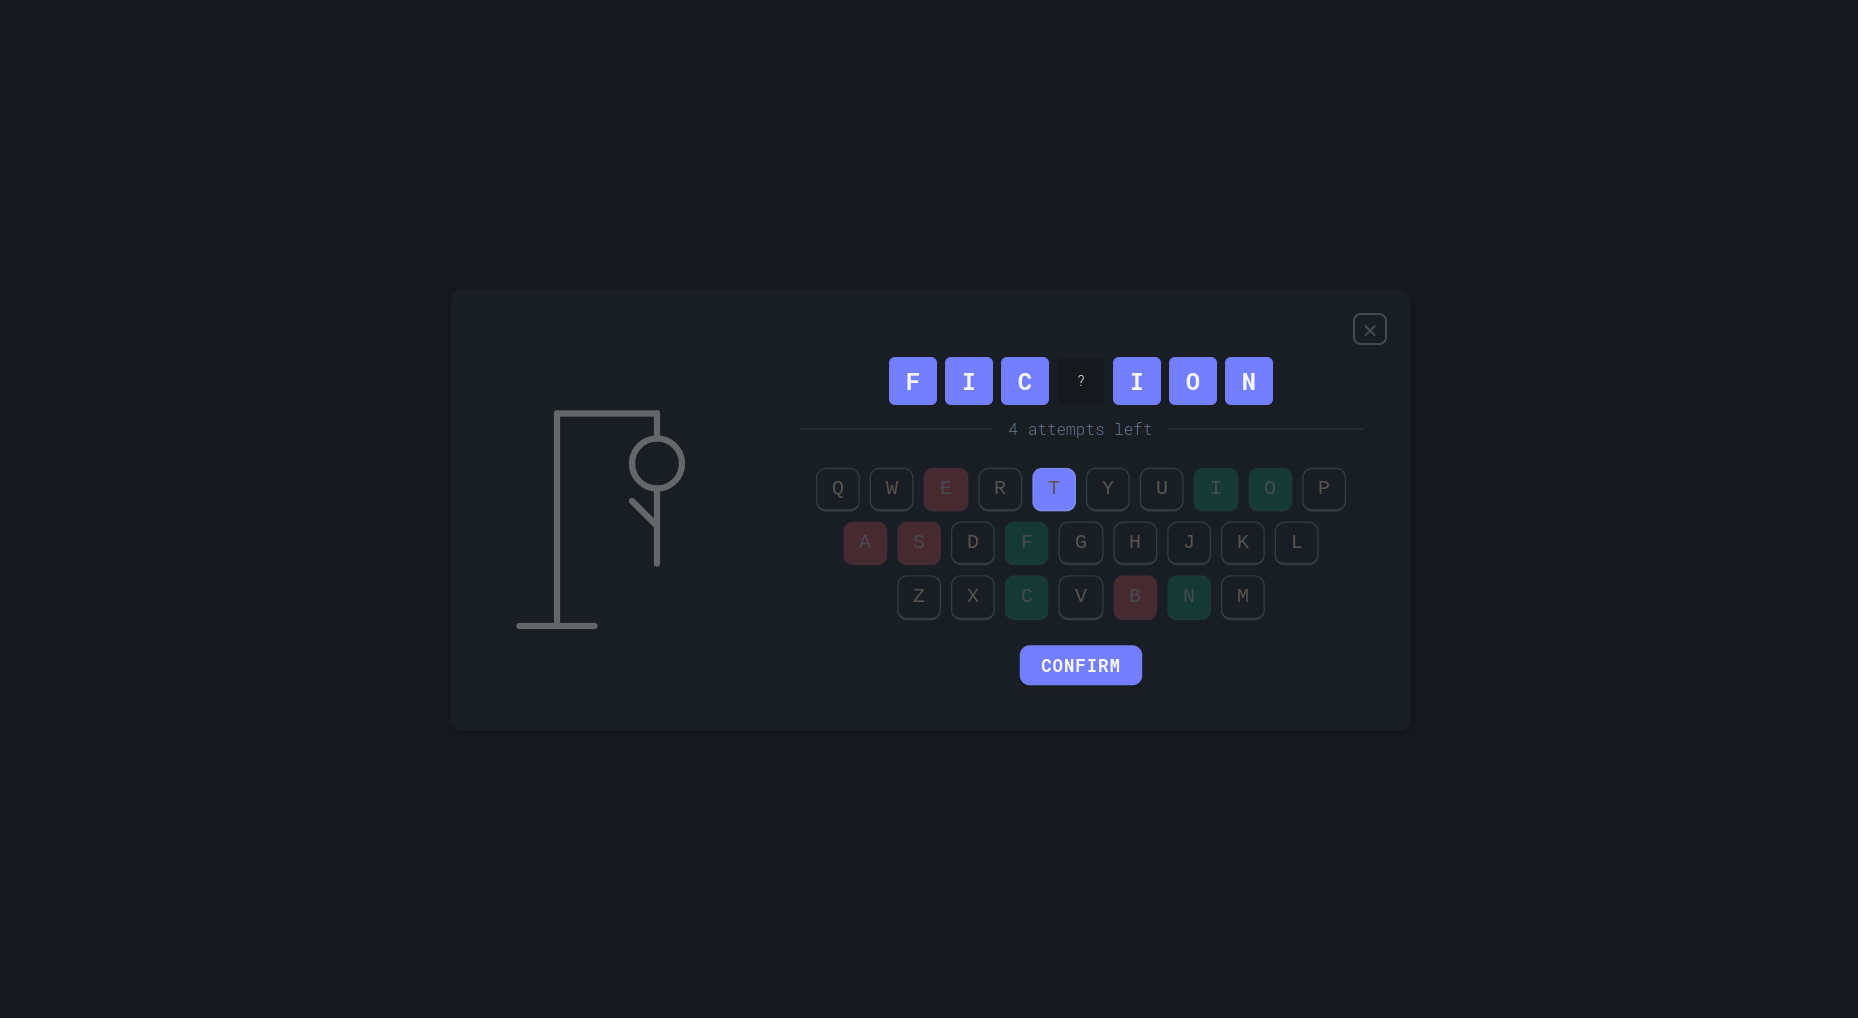 F I C ? I O N
4 attempts left
Q W E R T Y U I O P
A S D F G H J K L
Z X C V B N M
CONFIRM